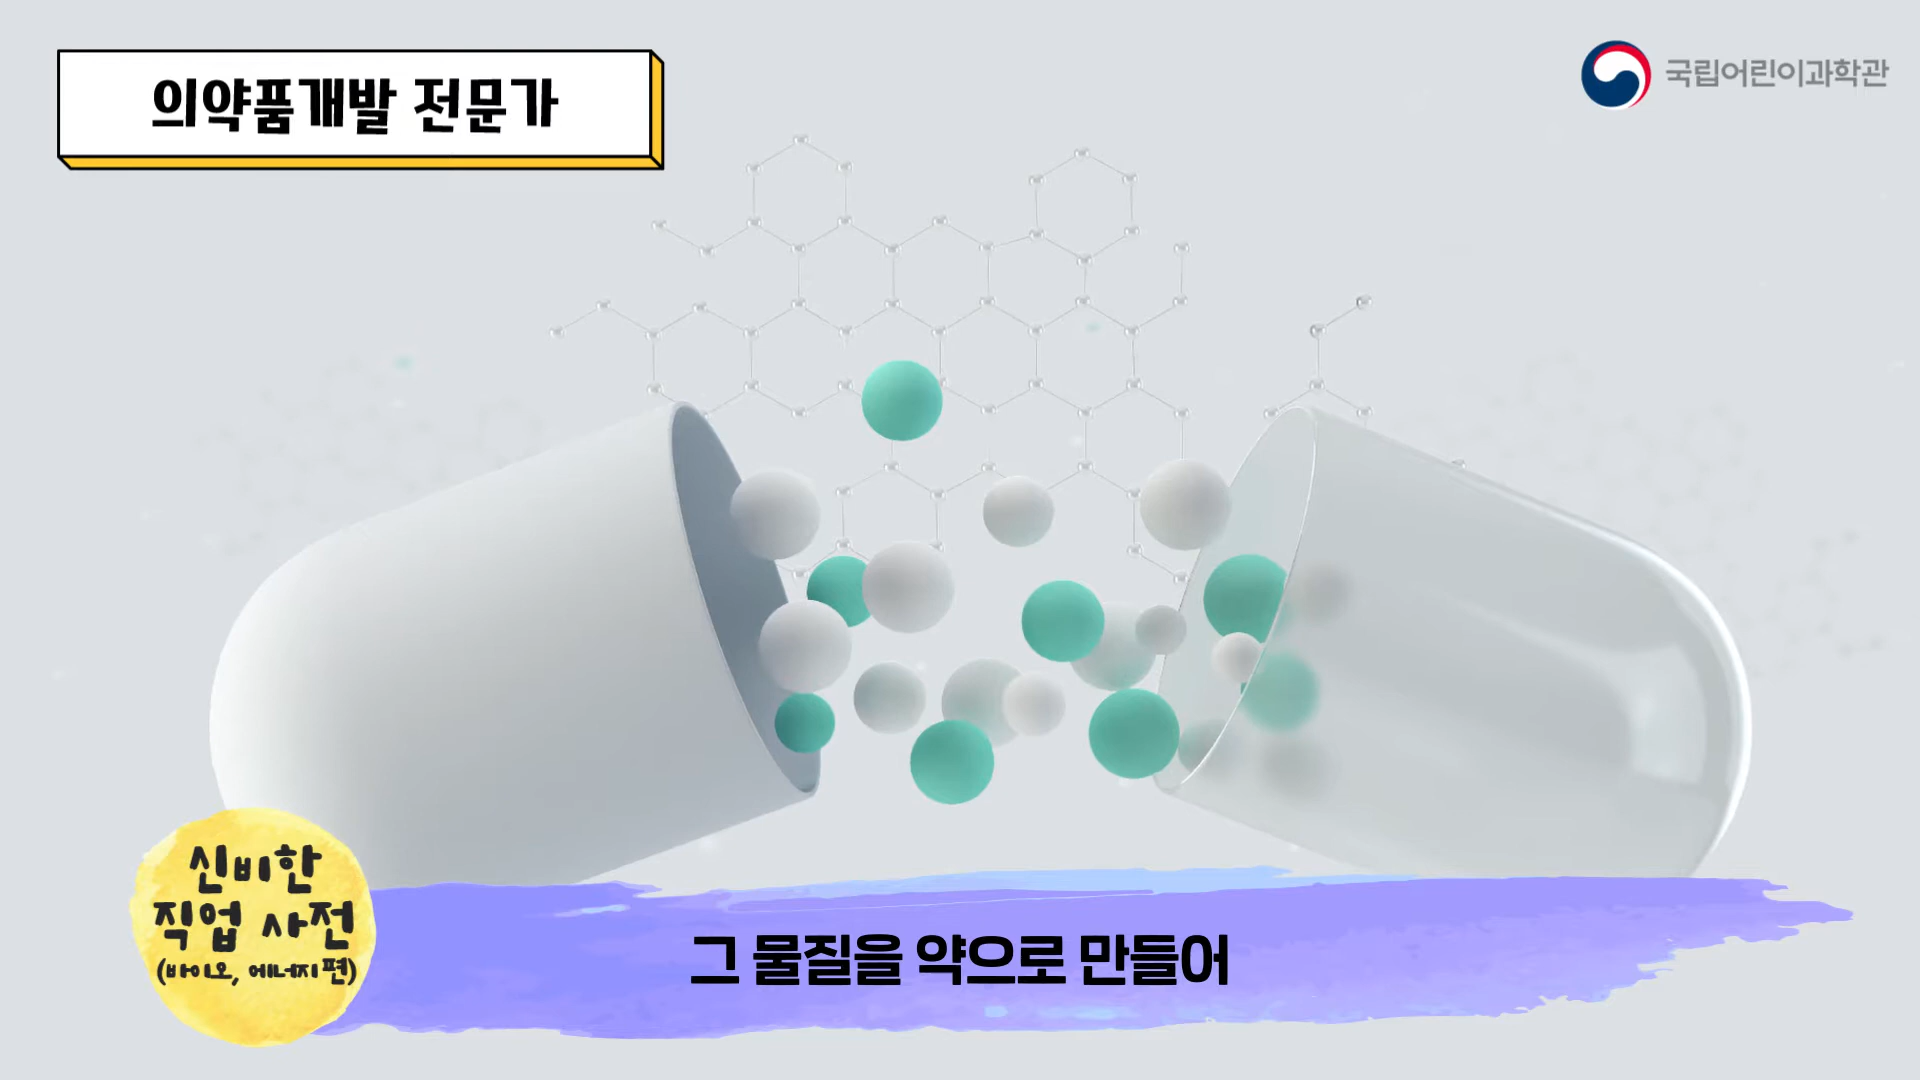 의약품개발 전문가
국립어린이과학관
신비한
직업 사전
(바이오, 에너지 편)
그 물질을 약으로 만들어